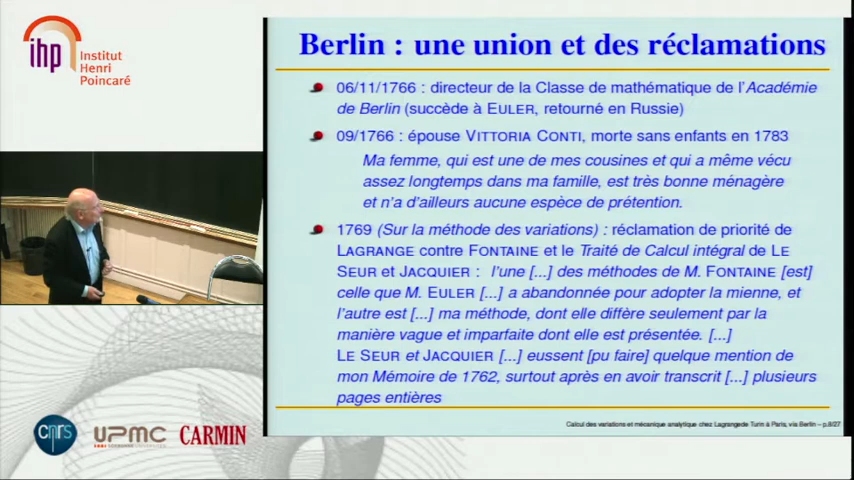 ihp
Institut
Henri
Poincaré
Berlin : une union et des réclamations
06/11/1766 : directeur de la Classe de mathématique de l'Académie
de Berlin (succède à EULER, retourné en Russie)
09/1766 : épouse VITTORIA CONTI, morte sans enfants en 1783
Ma femme, qui est une de mes cousines et qui a même vécu
assez longtemps dans ma famille, est très bonne ménagère
et n'a d'ailleurs aucune espèce de prétention.
1769 (Sur la méthode des variations) : réclamation de priorité de
LAGRANGE contre FONTAINE et le Traité de Calcul intégral de LE
SEUR et JACQUIER : l'une [...] des méthodes de M. FONTAINE [est]
celle que M. EULER [...] a abandonnée pour adopter la mienne, et
l'autre est [...] ma méthode, dont elle diffère seulement par la
manière vague et imparfaite dont elle est présentée. [...]
LE SEUR et JACQUIER [...] eussent [pu faire] quelque mention de
mon Mémoire de 1762, surtout après en avoir transcrit [...] plusieurs
pages entières
Calcul des variations et mécanique analytique chez Lagrangede Turin à Paris, via Berlin – p.8/27
cnrs
UPMC
CARMIN